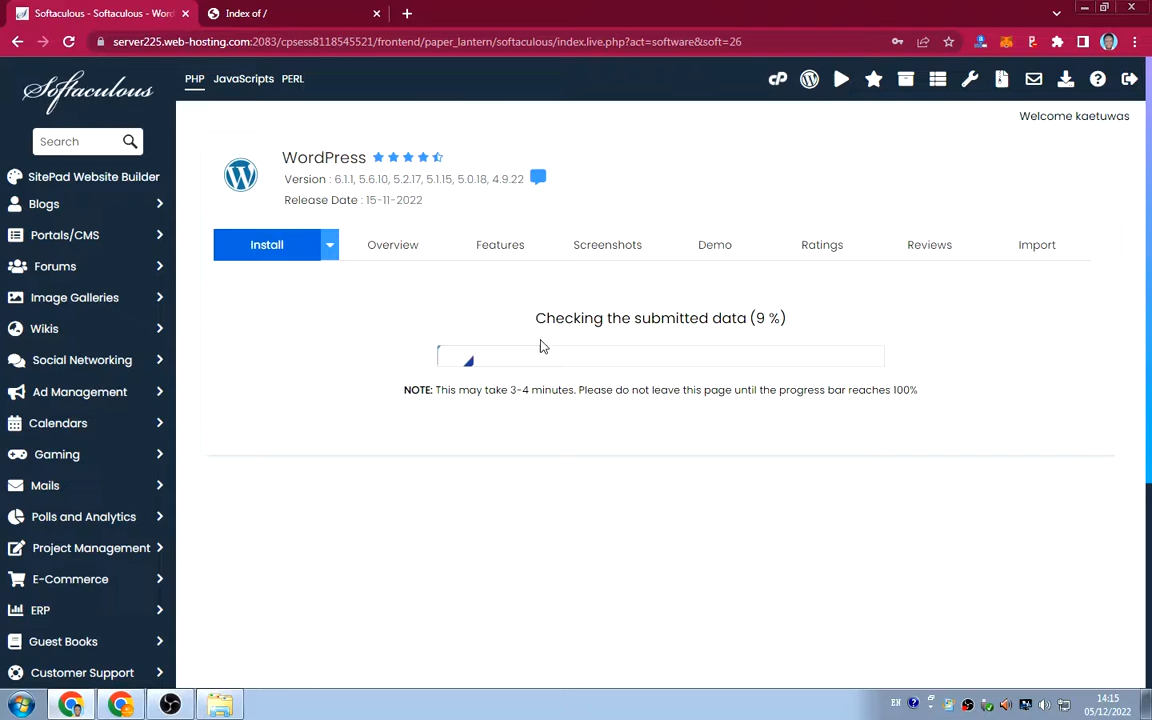 Softaculous - Softaculous - Wor
Index of /
server225.web-hosting.com:2083/cpsess8118545521/frontend/paper_lantern/softaculous/index.live.php?act=software&soft=26
Softaculous
PHP JavaScripts PERL
cP
Welcome kaetuwas
Search
SitePad Website Builder
Blogs
Portals/CMS
Forums
Image Galleries
Wikis
Social Networking
Ad Management
Calendars
Gaming
Mails
Polls and Analytics
Project Management
E-Commerce
ERP
Guest Books
Customer Support
WordPress
Version : 6.1.1, 5.6.10, 5.2.17, 5.1.15, 5.0.18, 4.9.22
Release Date : 15-11-2022
Install Overview Features Screenshots Demo Ratings Reviews Import
Checking the submitted data (9 %)
NOTE: This may take 3-4 minutes. Please do not leave this page until the progress bar reaches 100%
EN
14:15
05/12/2022